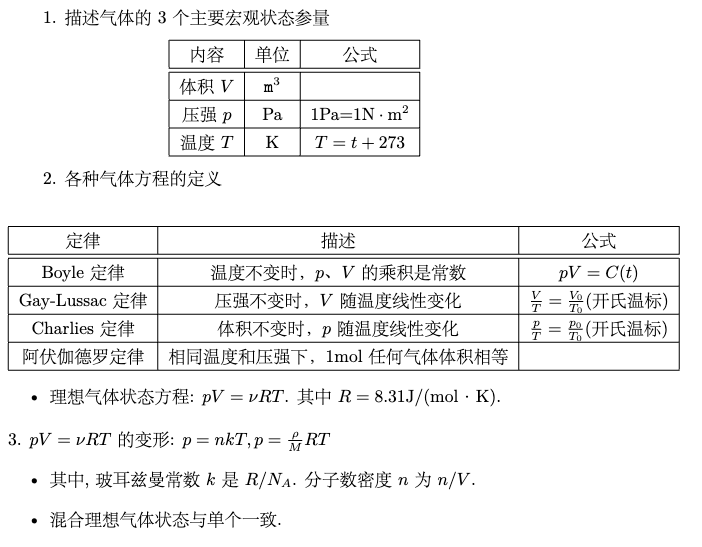 1. 描述气体的 3 个主要宏观状态参量
内容 单位 公式
体积 V m³
压强 p Pa 1Pa=1N · m²
温度 T K T = t + 273
2. 各种气体方程的定义
定律 描述 公式
Boyle 定律 温度不变时，p、V 的乘积是常数 pV = C(t)
Gay-Lussac 定律 压强不变时，V 随温度线性变化 V/T = V₀/T₀(开氏温标)
Charlies 定律 体积不变时，p 随温度线性变化 p/T = p₀/T₀(开氏温标)
阿伏伽德罗定律 相同温度和压强下，1mol 任何气体体积相等
• 理想气体状态方程: pV = νRT. 其中 R = 8.31J/(mol · K).
3. pV = νRT 的变形: p = nkT, p = ρ/M RT
• 其中, 玻耳兹曼常数 k 是 R/N_A. 分子数密度 n 为 n/V.
• 混合理想气体状态与单个一致.